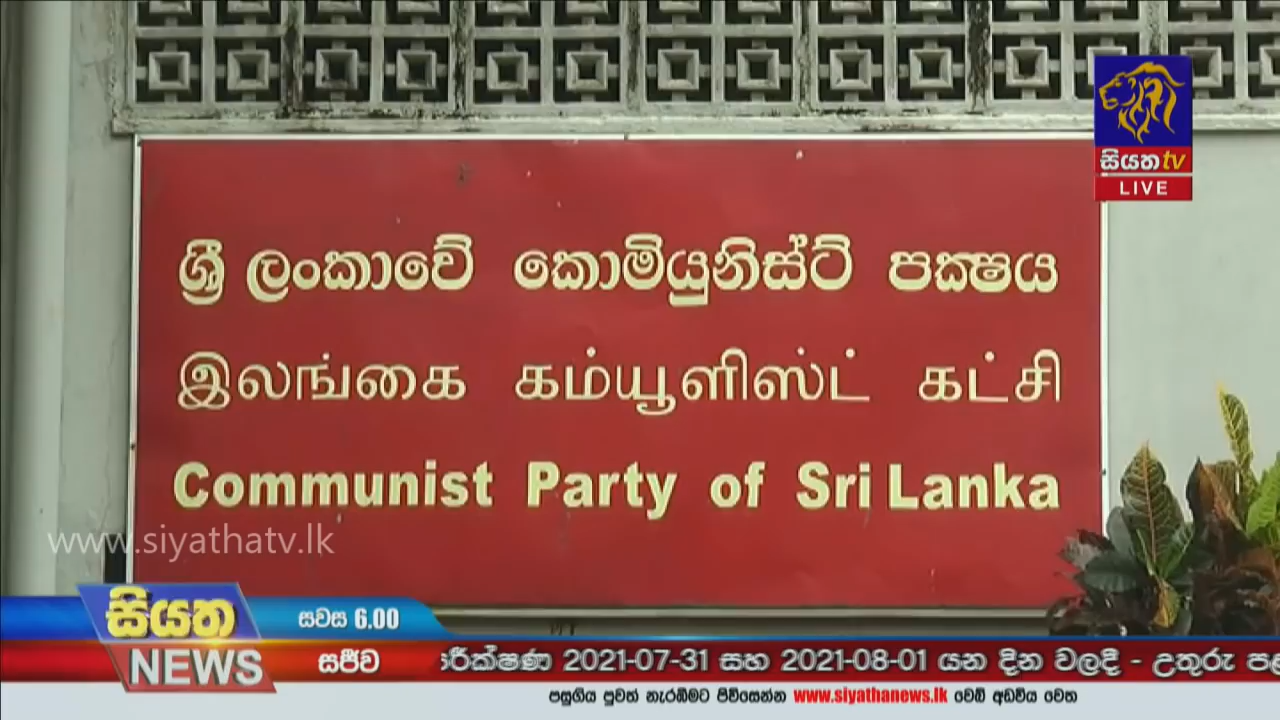 සියත tv
LIVE
ශ්‍රී ලංකාවේ කොමියුනිස්ට් පක්ෂය
இலங்கை கம்யூனிஸ்ட் கட்சி
Communist Party of Sri Lanka
www.siyathatv.lk
සියත NEWS
සවස 6.00
සජීව
2021-07-31 සහ 2021-08-01 යන දින වලදී - උතුරු
පසුගිය පුවත් නැරඹීමට පිවිසෙන්න www.siyathanews.lk වෙබ් අඩවිය වෙත